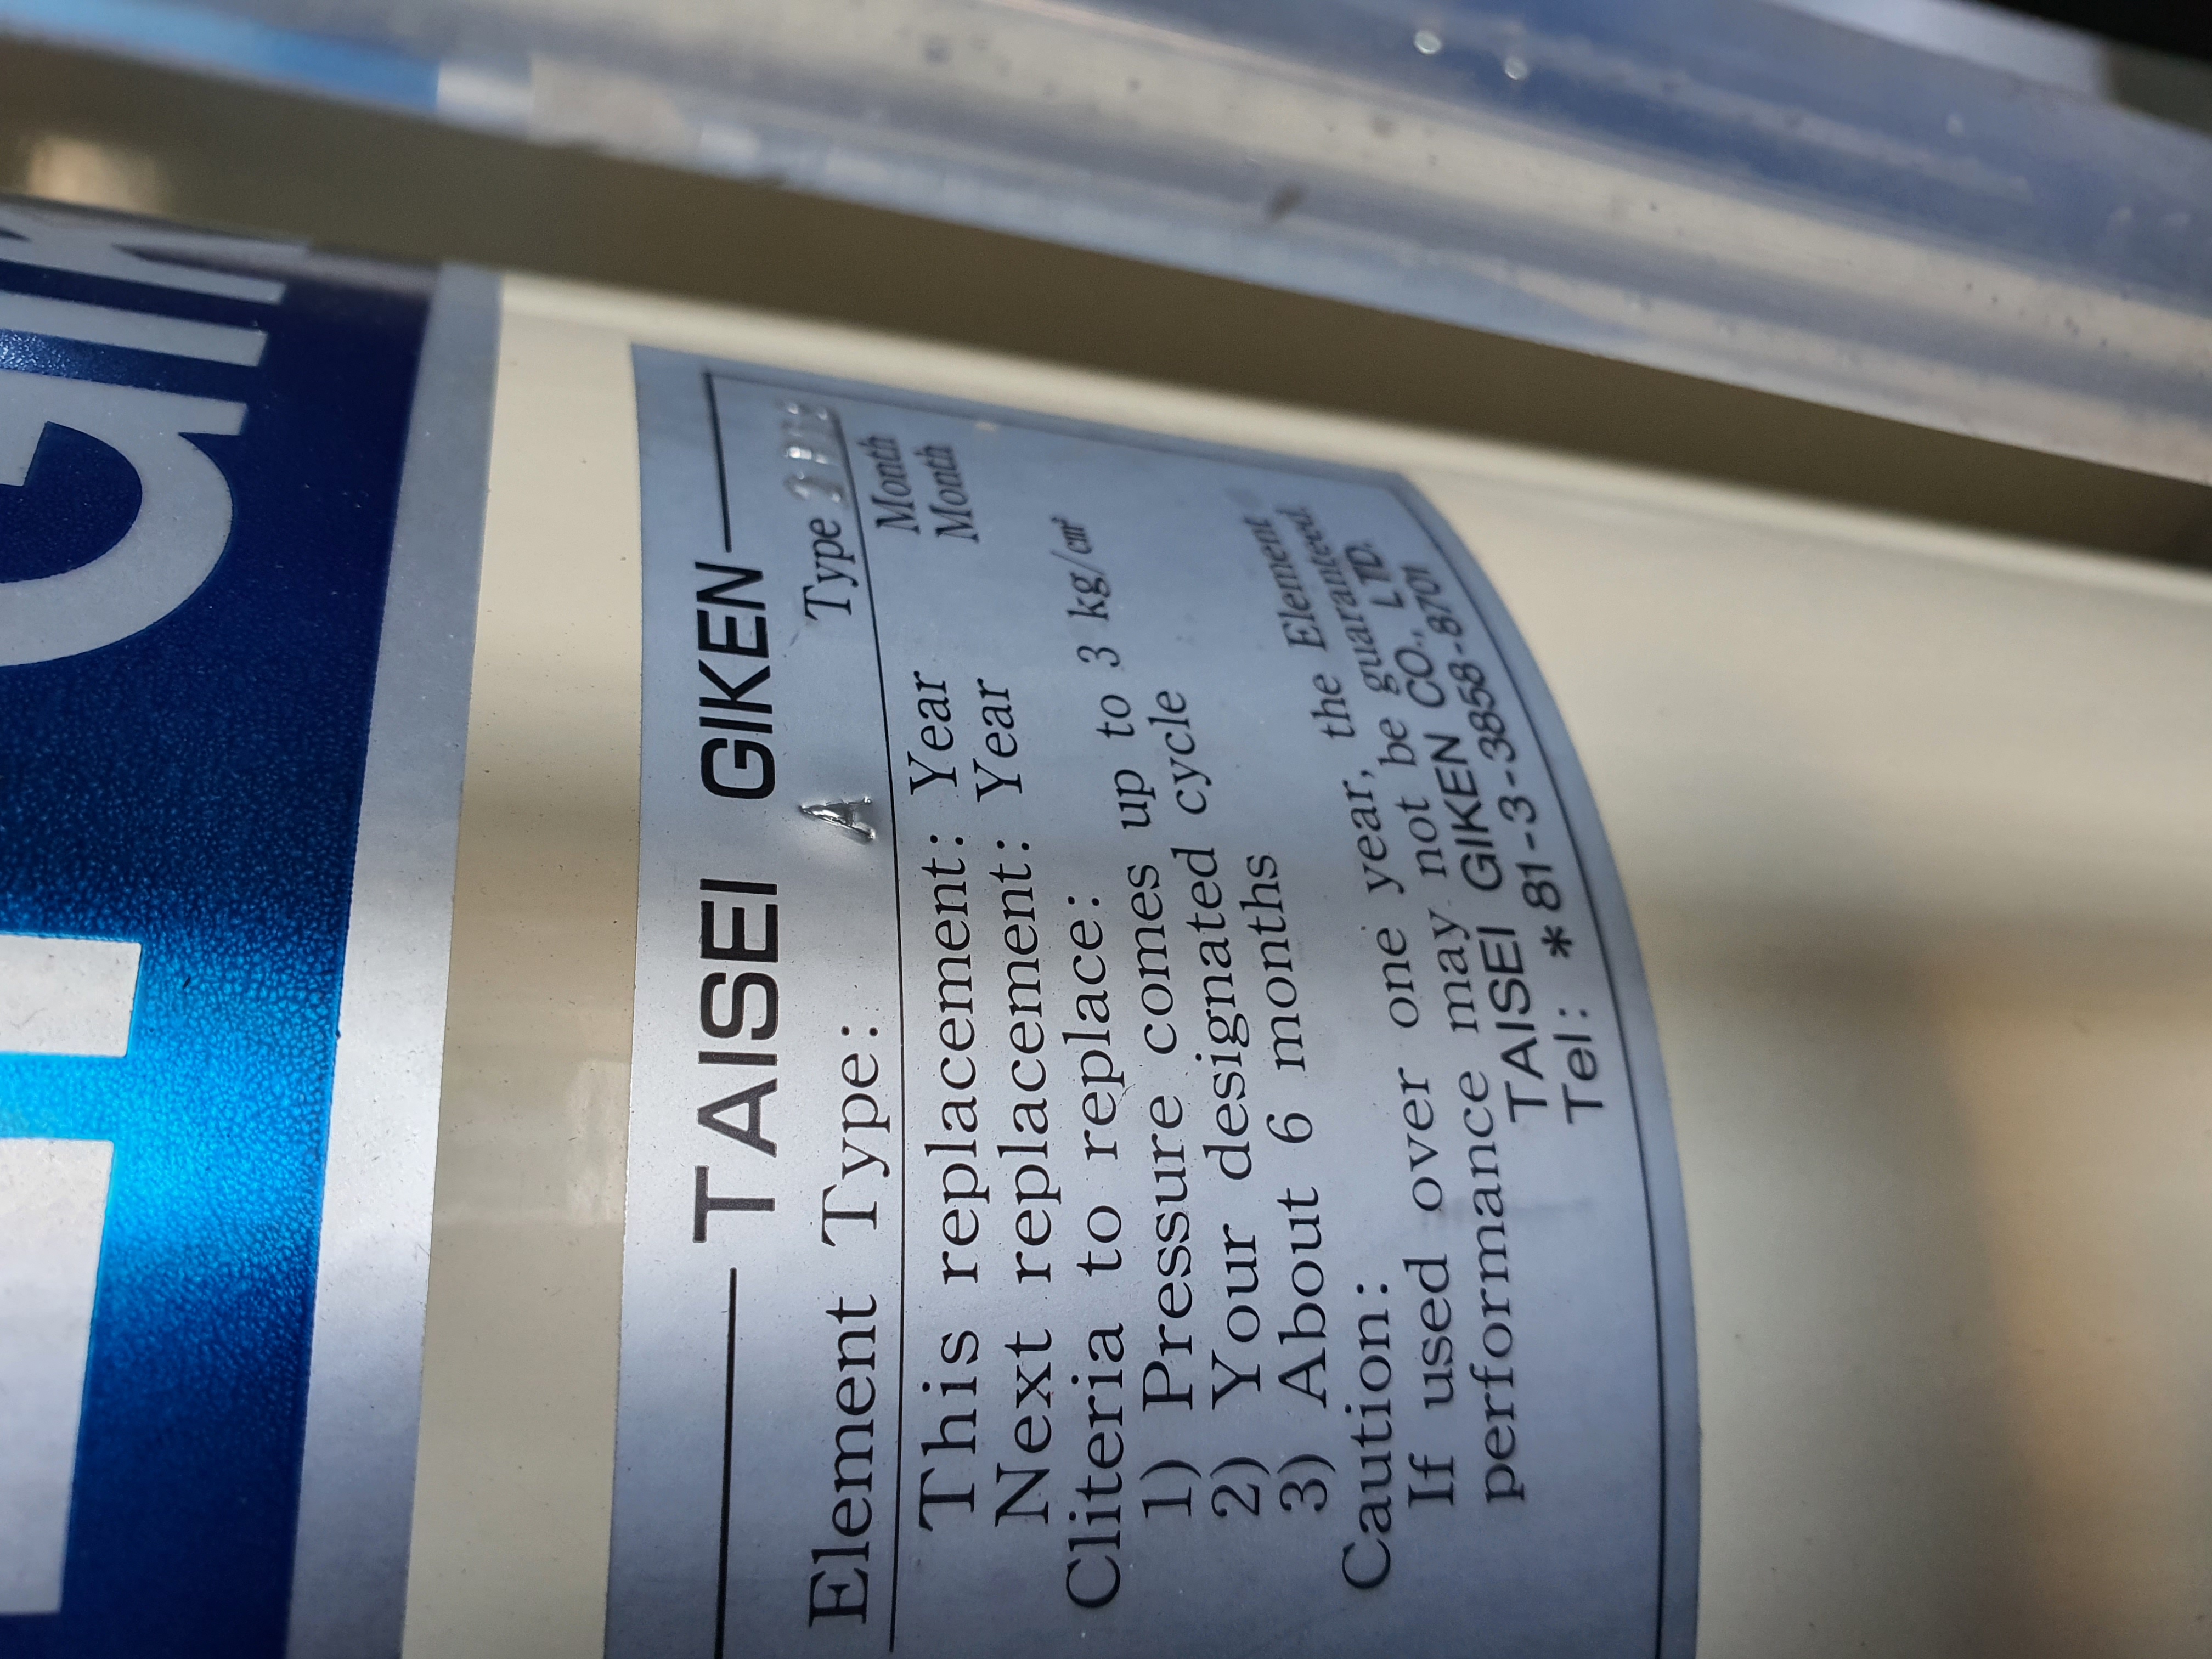 GIK
TAISEI GIKEN
Element Type: A Type
This replacement: Year Month
Next replacement: Year Month
Cliteria to replace:
1) Pressure comes up to 3 kg/cm²
2) Your designated cycle
3) About 6 months
Caution:
If used over one year, the Element
performance may not be guaranteed.
TAISEI GIKEN CO., LTD.
Tel: *81-3-3858-8701